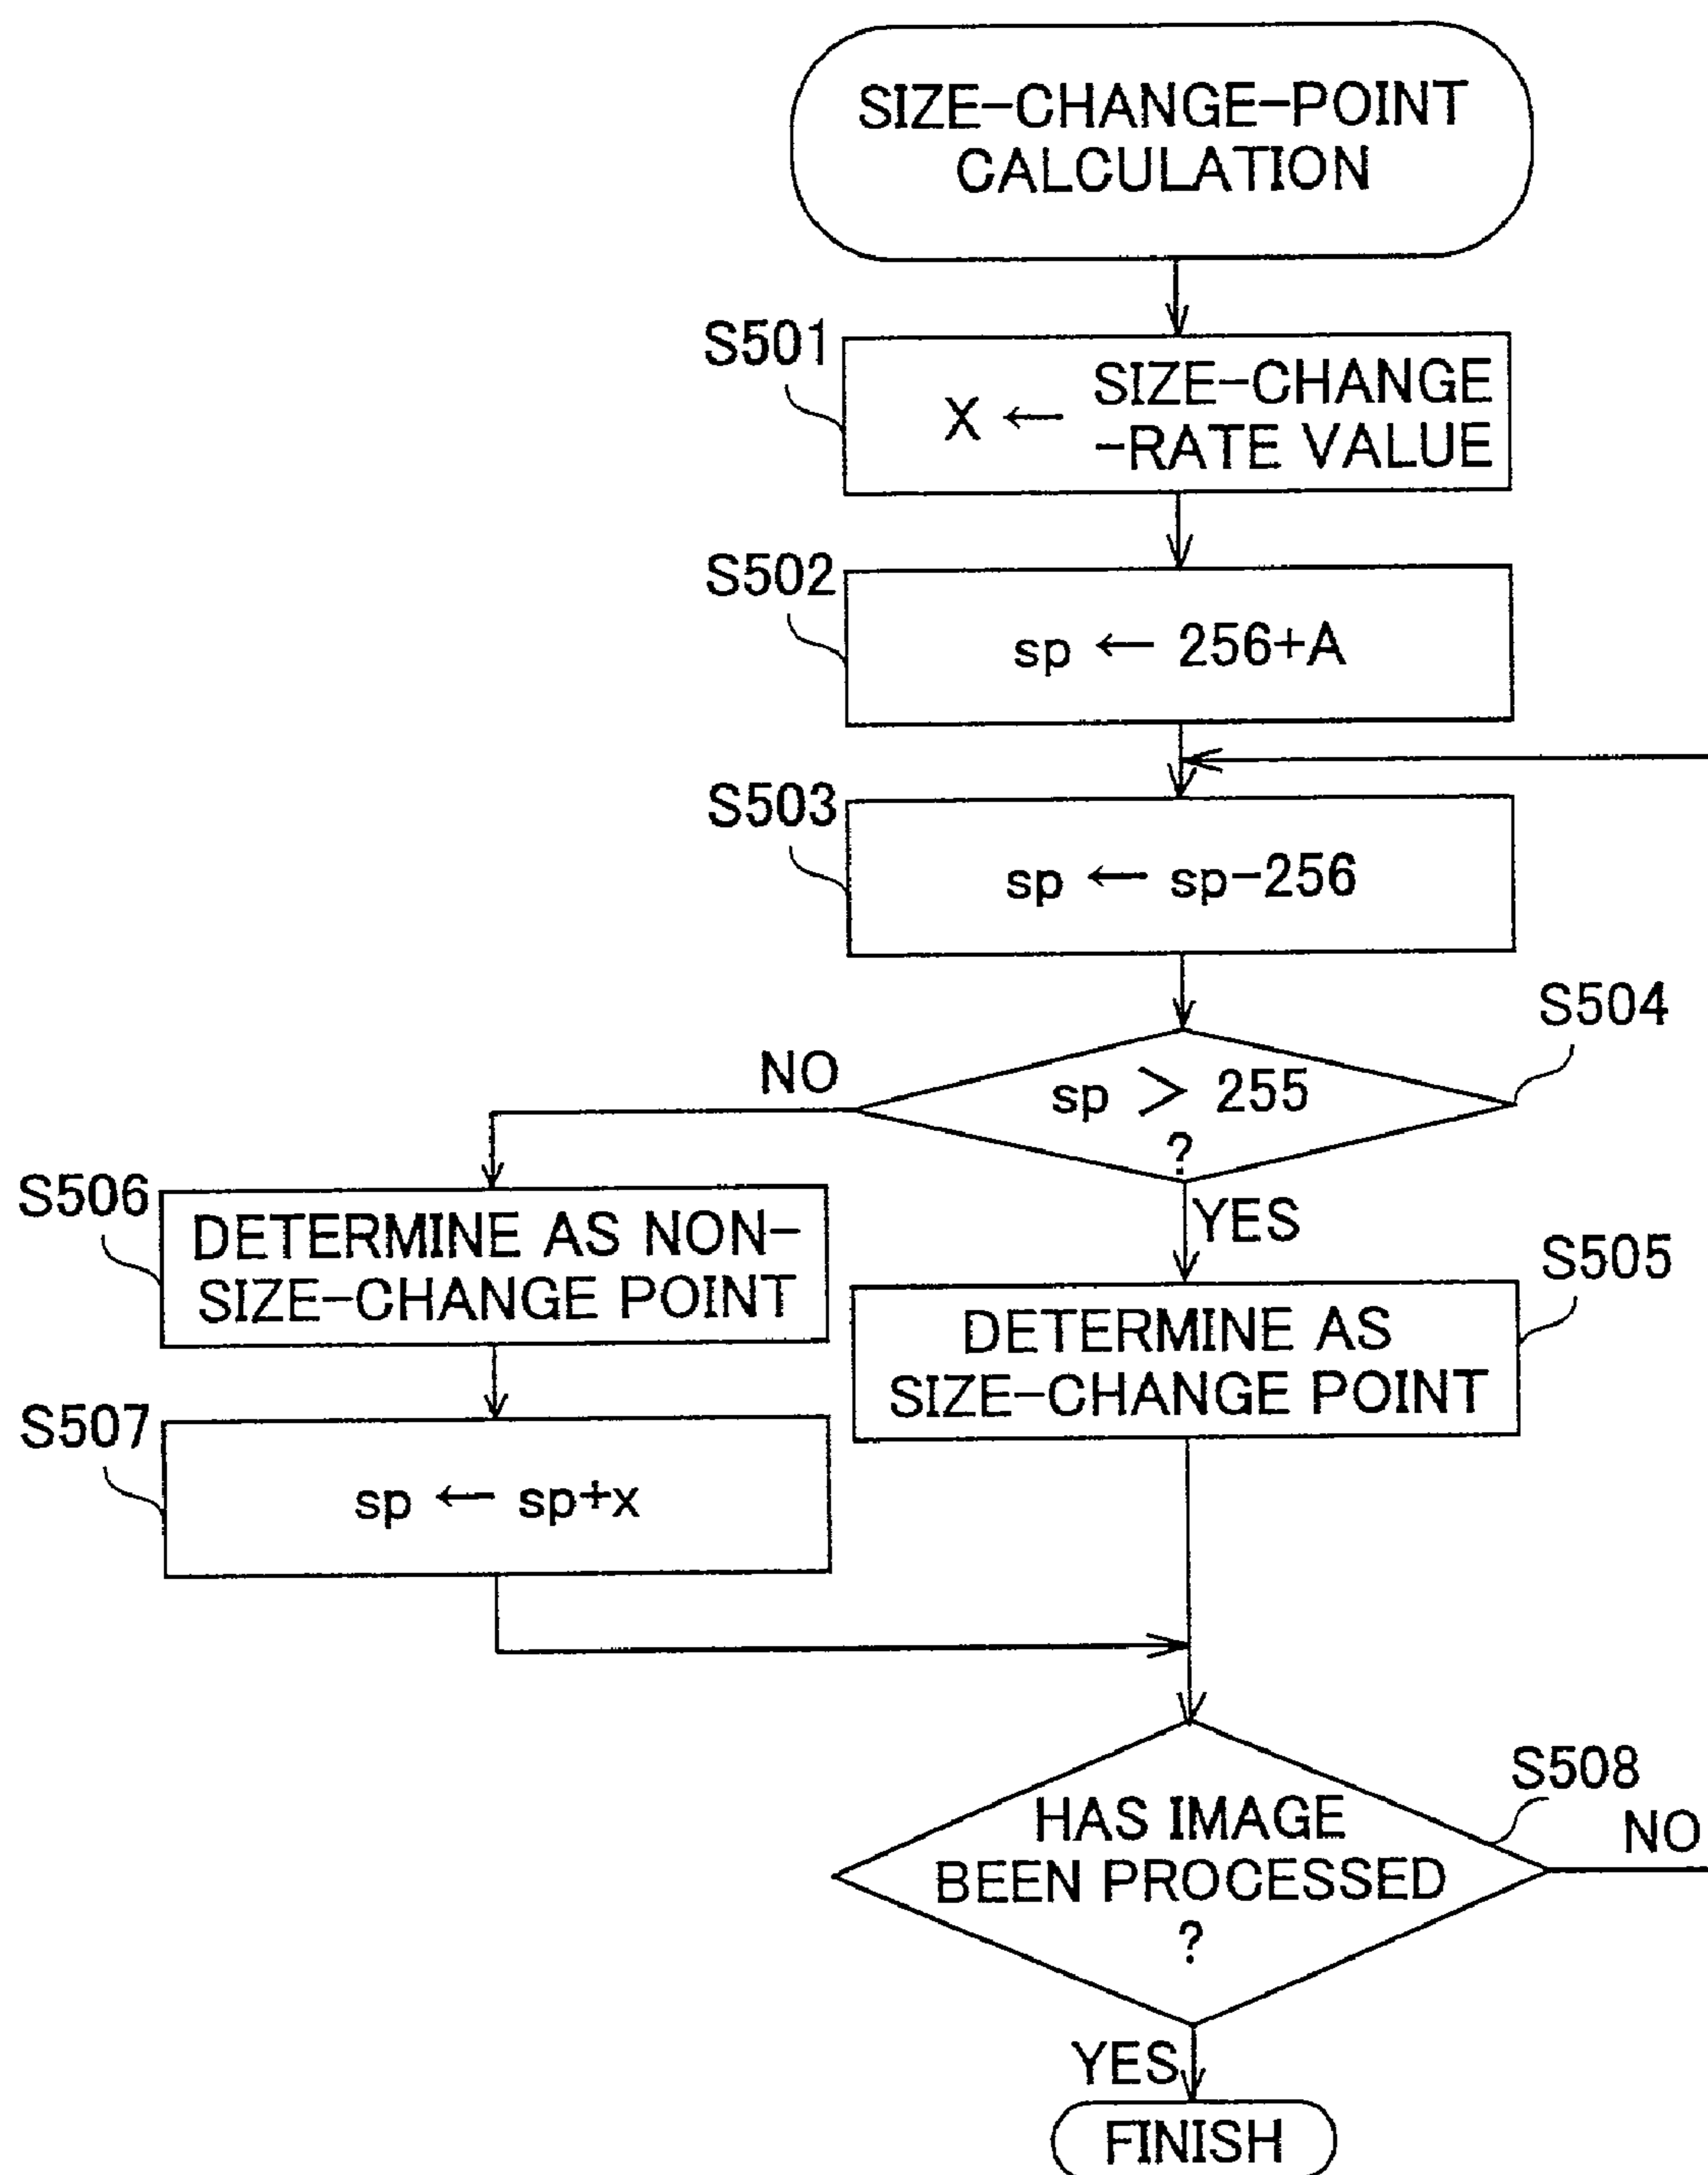 SIZE-CHANGE-POINT
CALCULATION
S501
X ← SIZE-CHANGE
-RATE VALUE
S502
sp ← 256+A
S503
sp ← sp-256
S504
NO
sp > 255
?
YES
S506
DETERMINE AS NON-
SIZE-CHANGE POINT
S505
DETERMINE AS
SIZE-CHANGE POINT
S507
sp ← sp+x
S508
HAS IMAGE
BEEN PROCESSED
?
NO
YES
FINISH